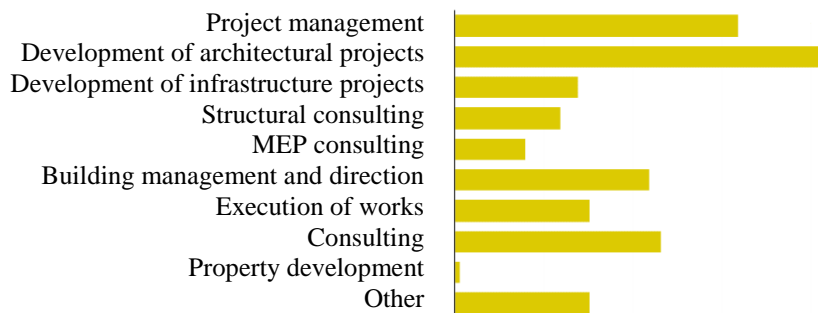 Project management
Development of architectural projects
Development of infrastructure projects
Structural consulting
MEP consulting
Building management and direction
Execution of works
Consulting
Property development
Other